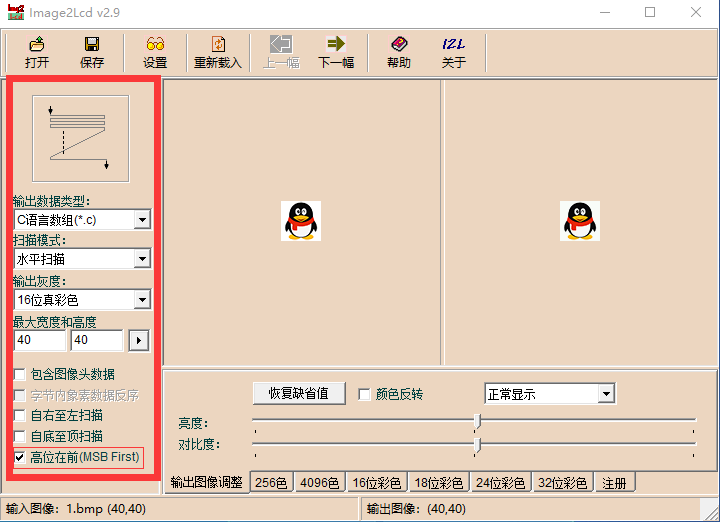 Image2Lcd v2.9
打开 保存 设置 重新载入 上一幅 下一幅 帮助 关于
I2L
输出数据类型：
C语言数组(*.c)
扫描模式：
水平扫描
输出灰度：
16位真彩色
最大宽度和高度
40 40
包含图像头数据
字节内象素数据反序
自右至左扫描
自底至顶扫描
高位在前(MSB First)
恢复缺省值 颜色反转 正常显示
亮度：
对比度：
输出图像调整 256色 4096色 16位彩色 18位彩色 24位彩色 32位彩色 注册
输入图像：1.bmp (40,40) 输出图像：(40,40)